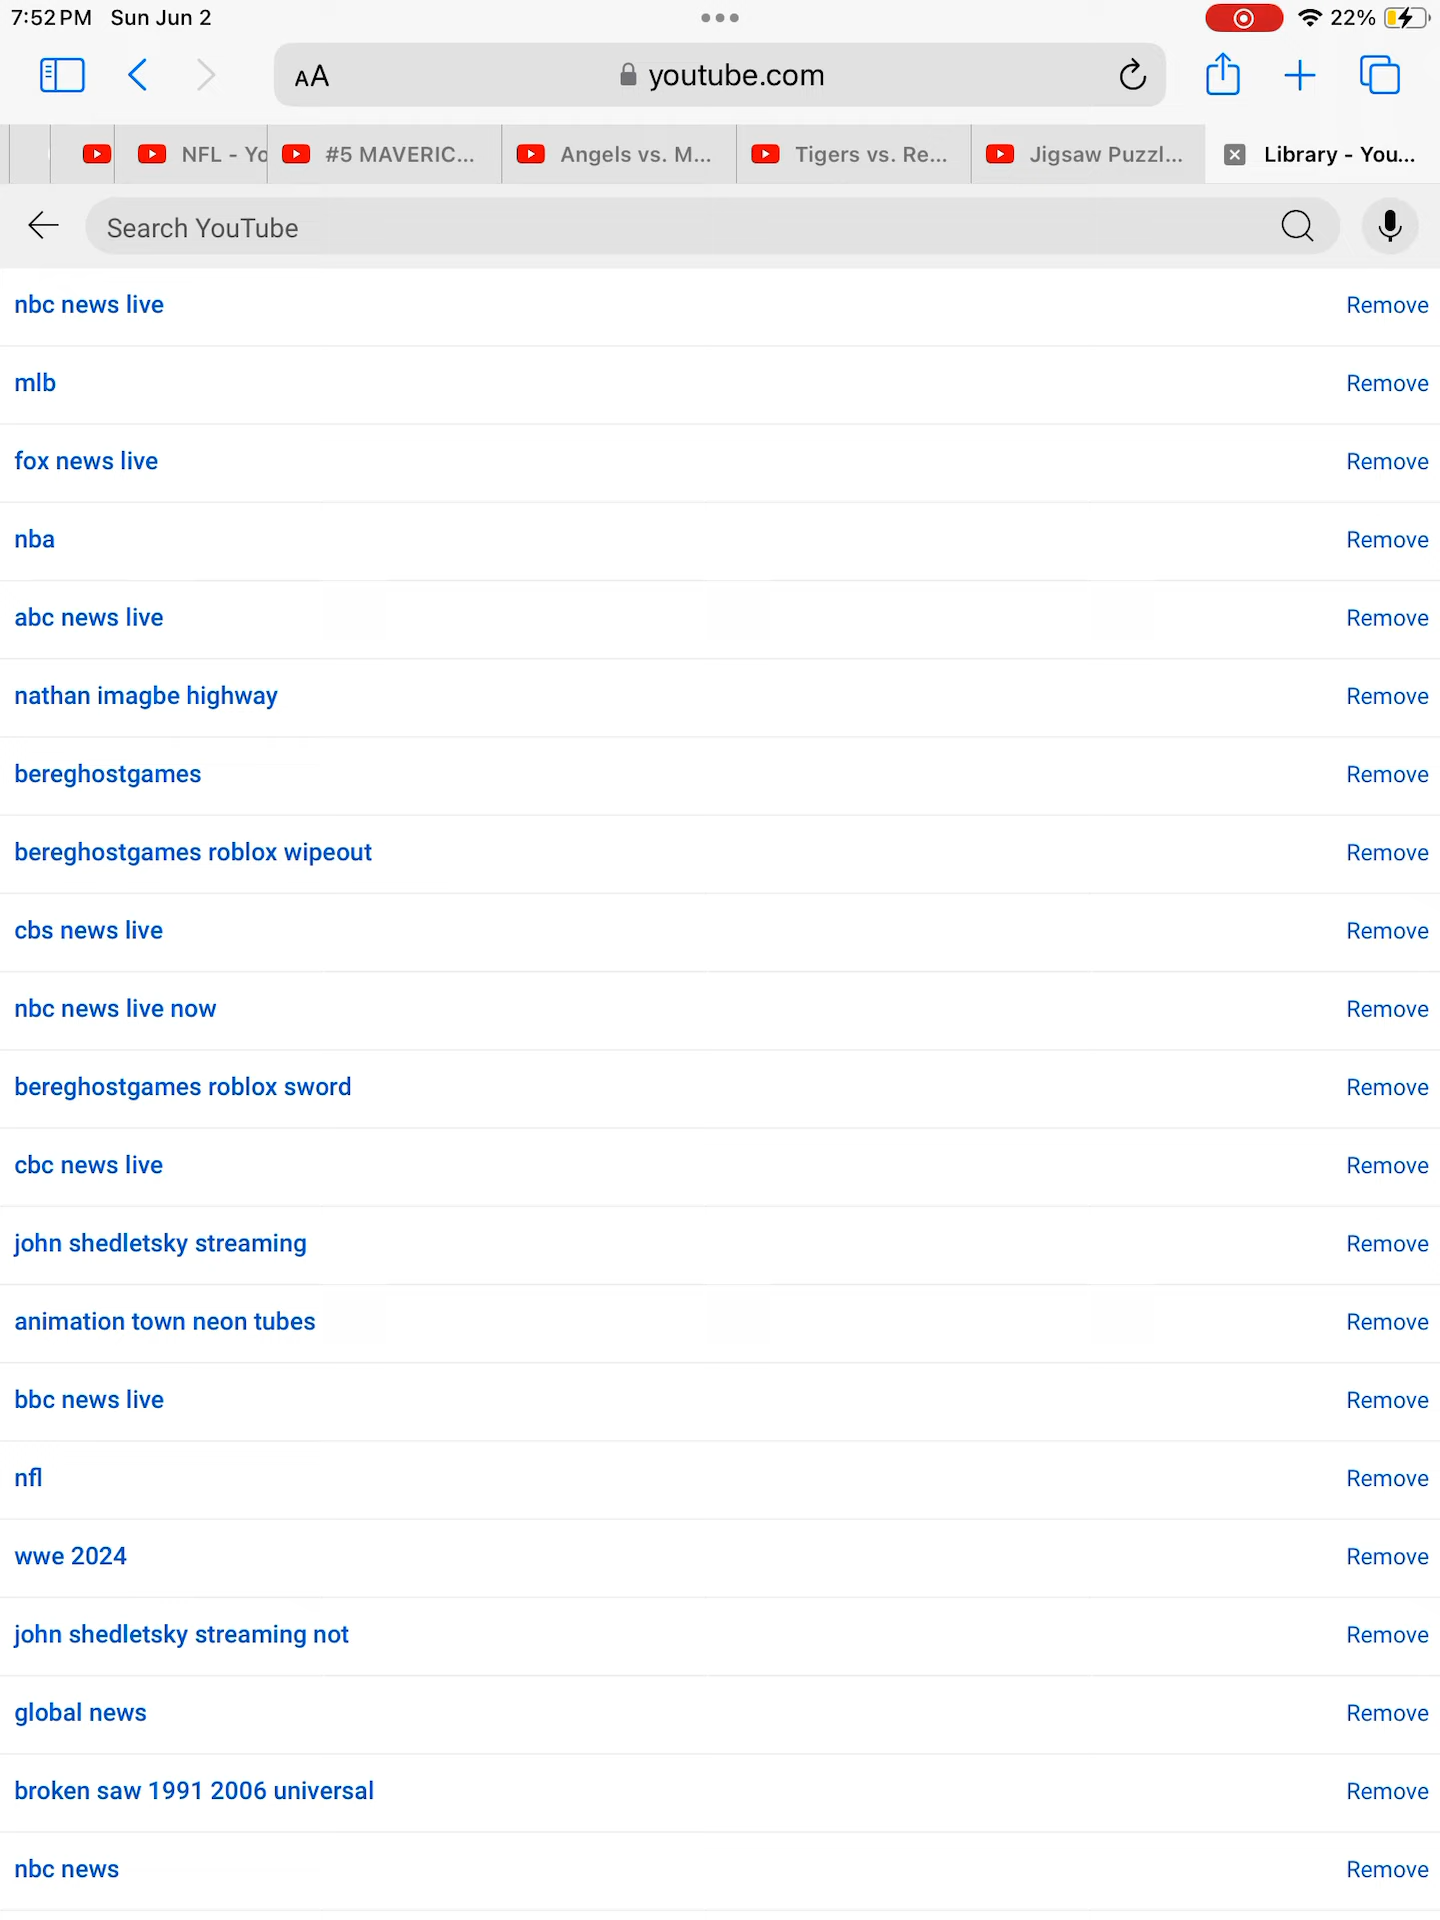 7:52 PM Sun Jun 2
22%
AA youtube.com
NFL - Yo #5 MAVERIC... Angels vs. M... Tigers vs. Re... Jigsaw Puzzl... Library - You...
Search YouTube
nbc news live Remove
mlb Remove
fox news live Remove
nba Remove
abc news live Remove
nathan imagbe highway Remove
bereghostgames Remove
bereghostgames roblox wipeout Remove
cbs news live Remove
nbc news live now Remove
bereghostgames roblox sword Remove
cbc news live Remove
john shedletsky streaming Remove
animation town neon tubes Remove
bbc news live Remove
nfl Remove
wwe 2024 Remove
john shedletsky streaming not Remove
global news Remove
broken saw 1991 2006 universal Remove
nbc news Remove